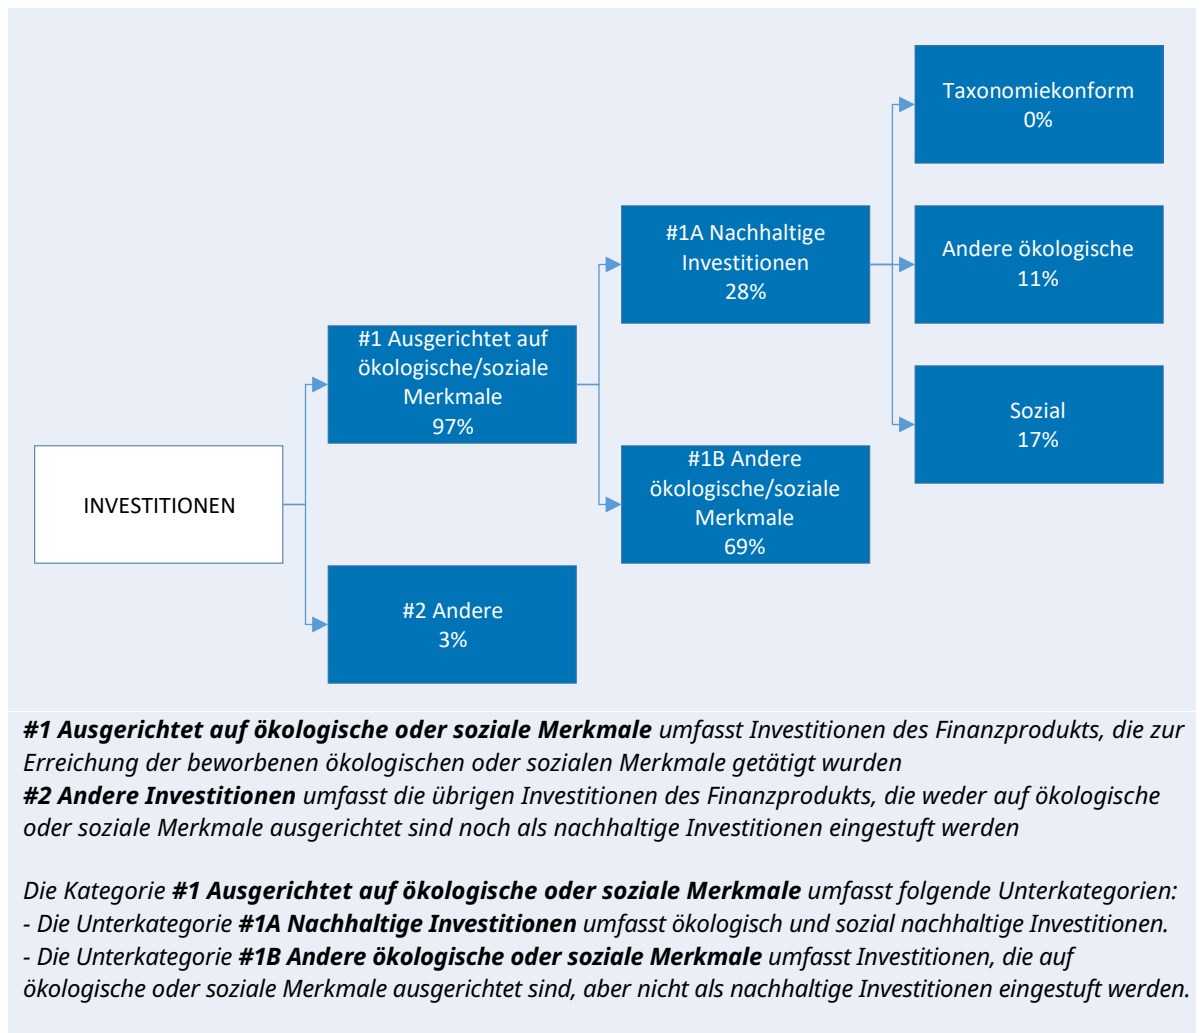 Taxonomiekonform
0%
#1A Nachhaltige
Investitionen
28%
Andere ökologische
11%
#1 Ausgerichtet auf
ökologische/soziale
Merkmale
97%
Sozial
17%
INVESTITIONEN
#1B Andere
ökologische/soziale
Merkmale
69%
#2 Andere
3%
#1 Ausgerichtet auf ökologische oder soziale Merkmale umfasst Investitionen des Finanzprodukts, die zur
Erreichung der beworbenen ökologischen oder sozialen Merkmale getätigt wurden
#2 Andere Investitionen umfasst die übrigen Investitionen des Finanzprodukts, die weder auf ökologische
oder soziale Merkmale ausgerichtet sind noch als nachhaltige Investitionen eingestuft werden
Die Kategorie #1 Ausgerichtet auf ökologische oder soziale Merkmale umfasst folgende Unterkategorien:
- Die Unterkategorie #1A Nachhaltige Investitionen umfasst ökologisch und sozial nachhaltige Investitionen.
- Die Unterkategorie #1B Andere ökologische oder soziale Merkmale umfasst Investitionen, die auf
ökologische oder soziale Merkmale ausgerichtet sind, aber nicht als nachhaltige Investitionen eingestuft werden.